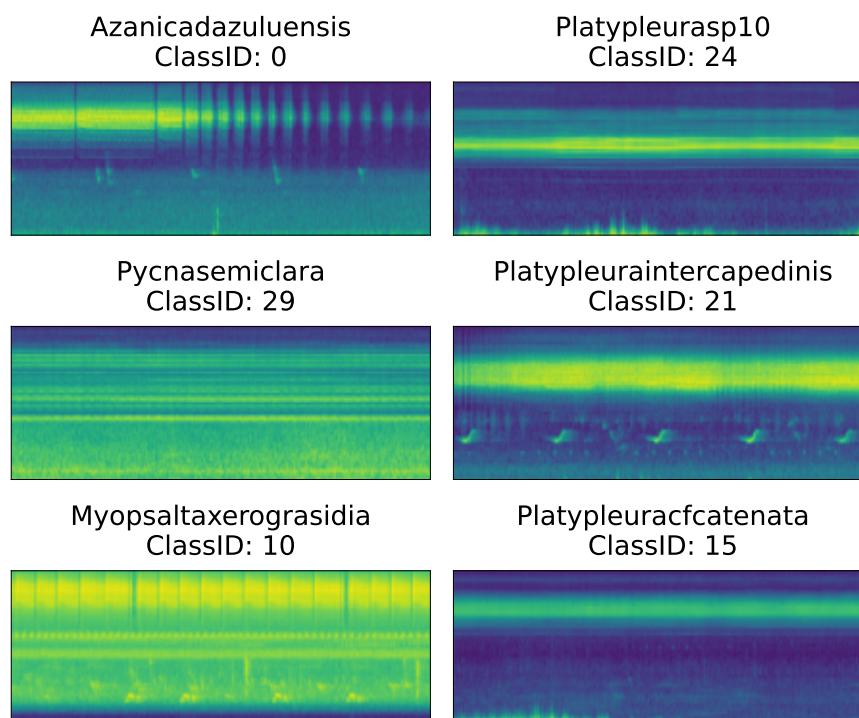 Azanicadazuluensis
ClassID: 0
Platypleurasp10
ClassID: 24
Pycnasemiclara
ClassID: 29
Platypleuraintercapedinis
ClassID: 21
Myopsaltaxerograsidia
ClassID: 10
Platypleuracfcatenata
ClassID: 15